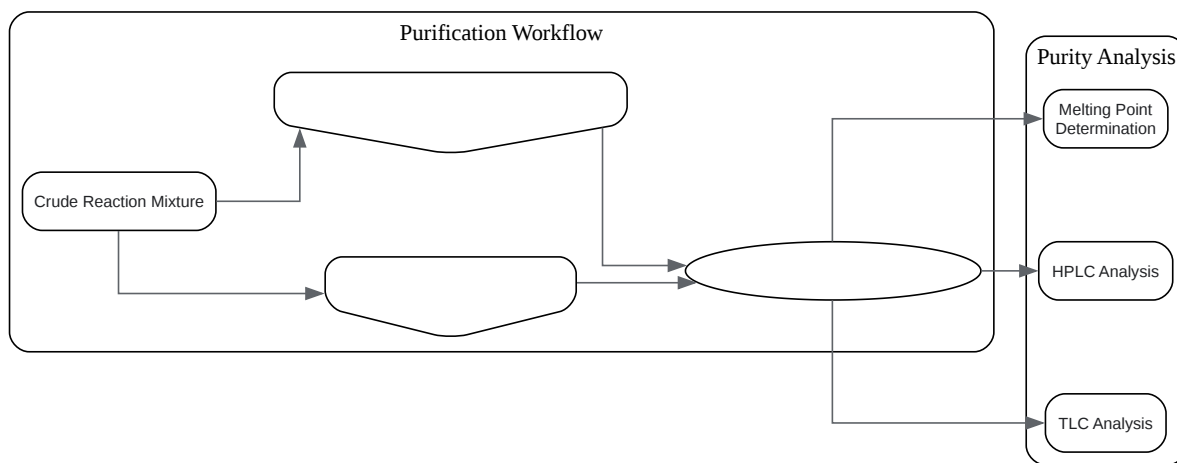 Purification Workflow
Purity Analysis
Melting Point
Determination
Crude Reaction Mixture
HPLC Analysis
TLC Analysis